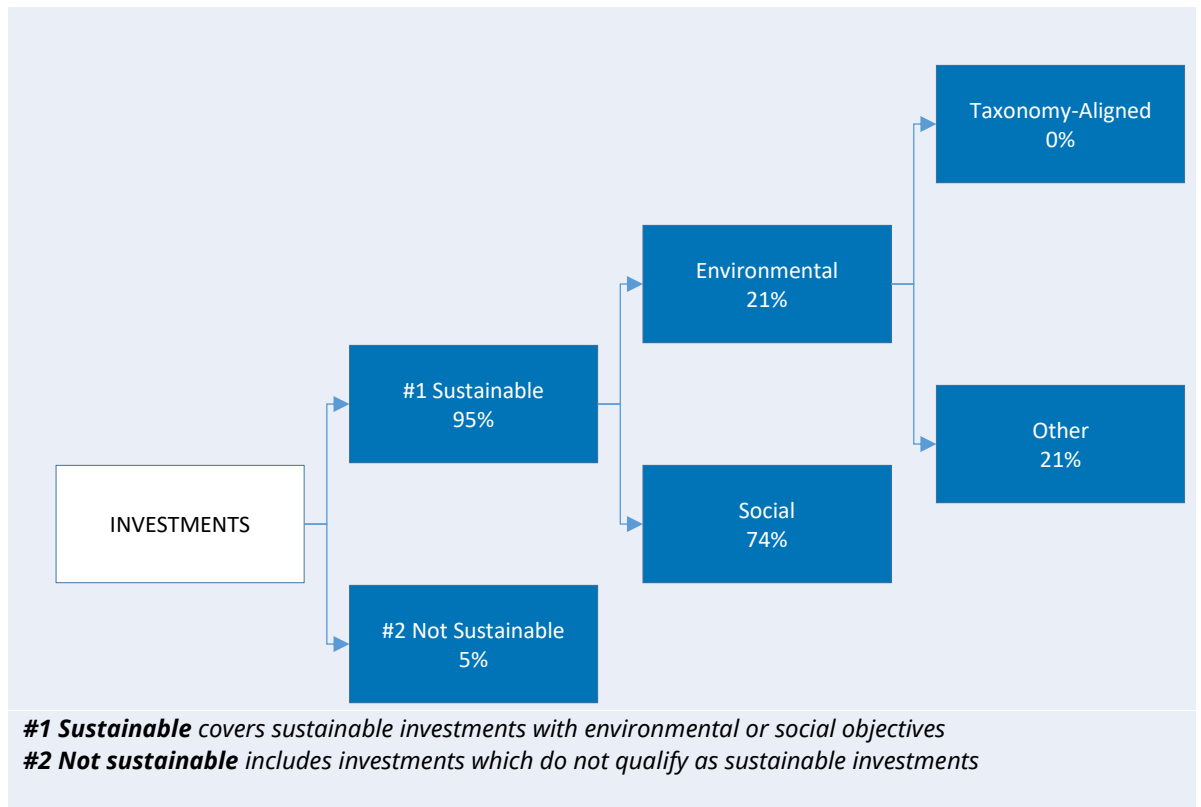 Taxonomy-Aligned
0%
Environmental
21%
#1 Sustainable
95%
Other
21%
INVESTMENTS
Social
74%
#2 Not Sustainable
5%
#1 Sustainable covers sustainable investments with environmental or social objectives
#2 Not sustainable includes investments which do not qualify as sustainable investments